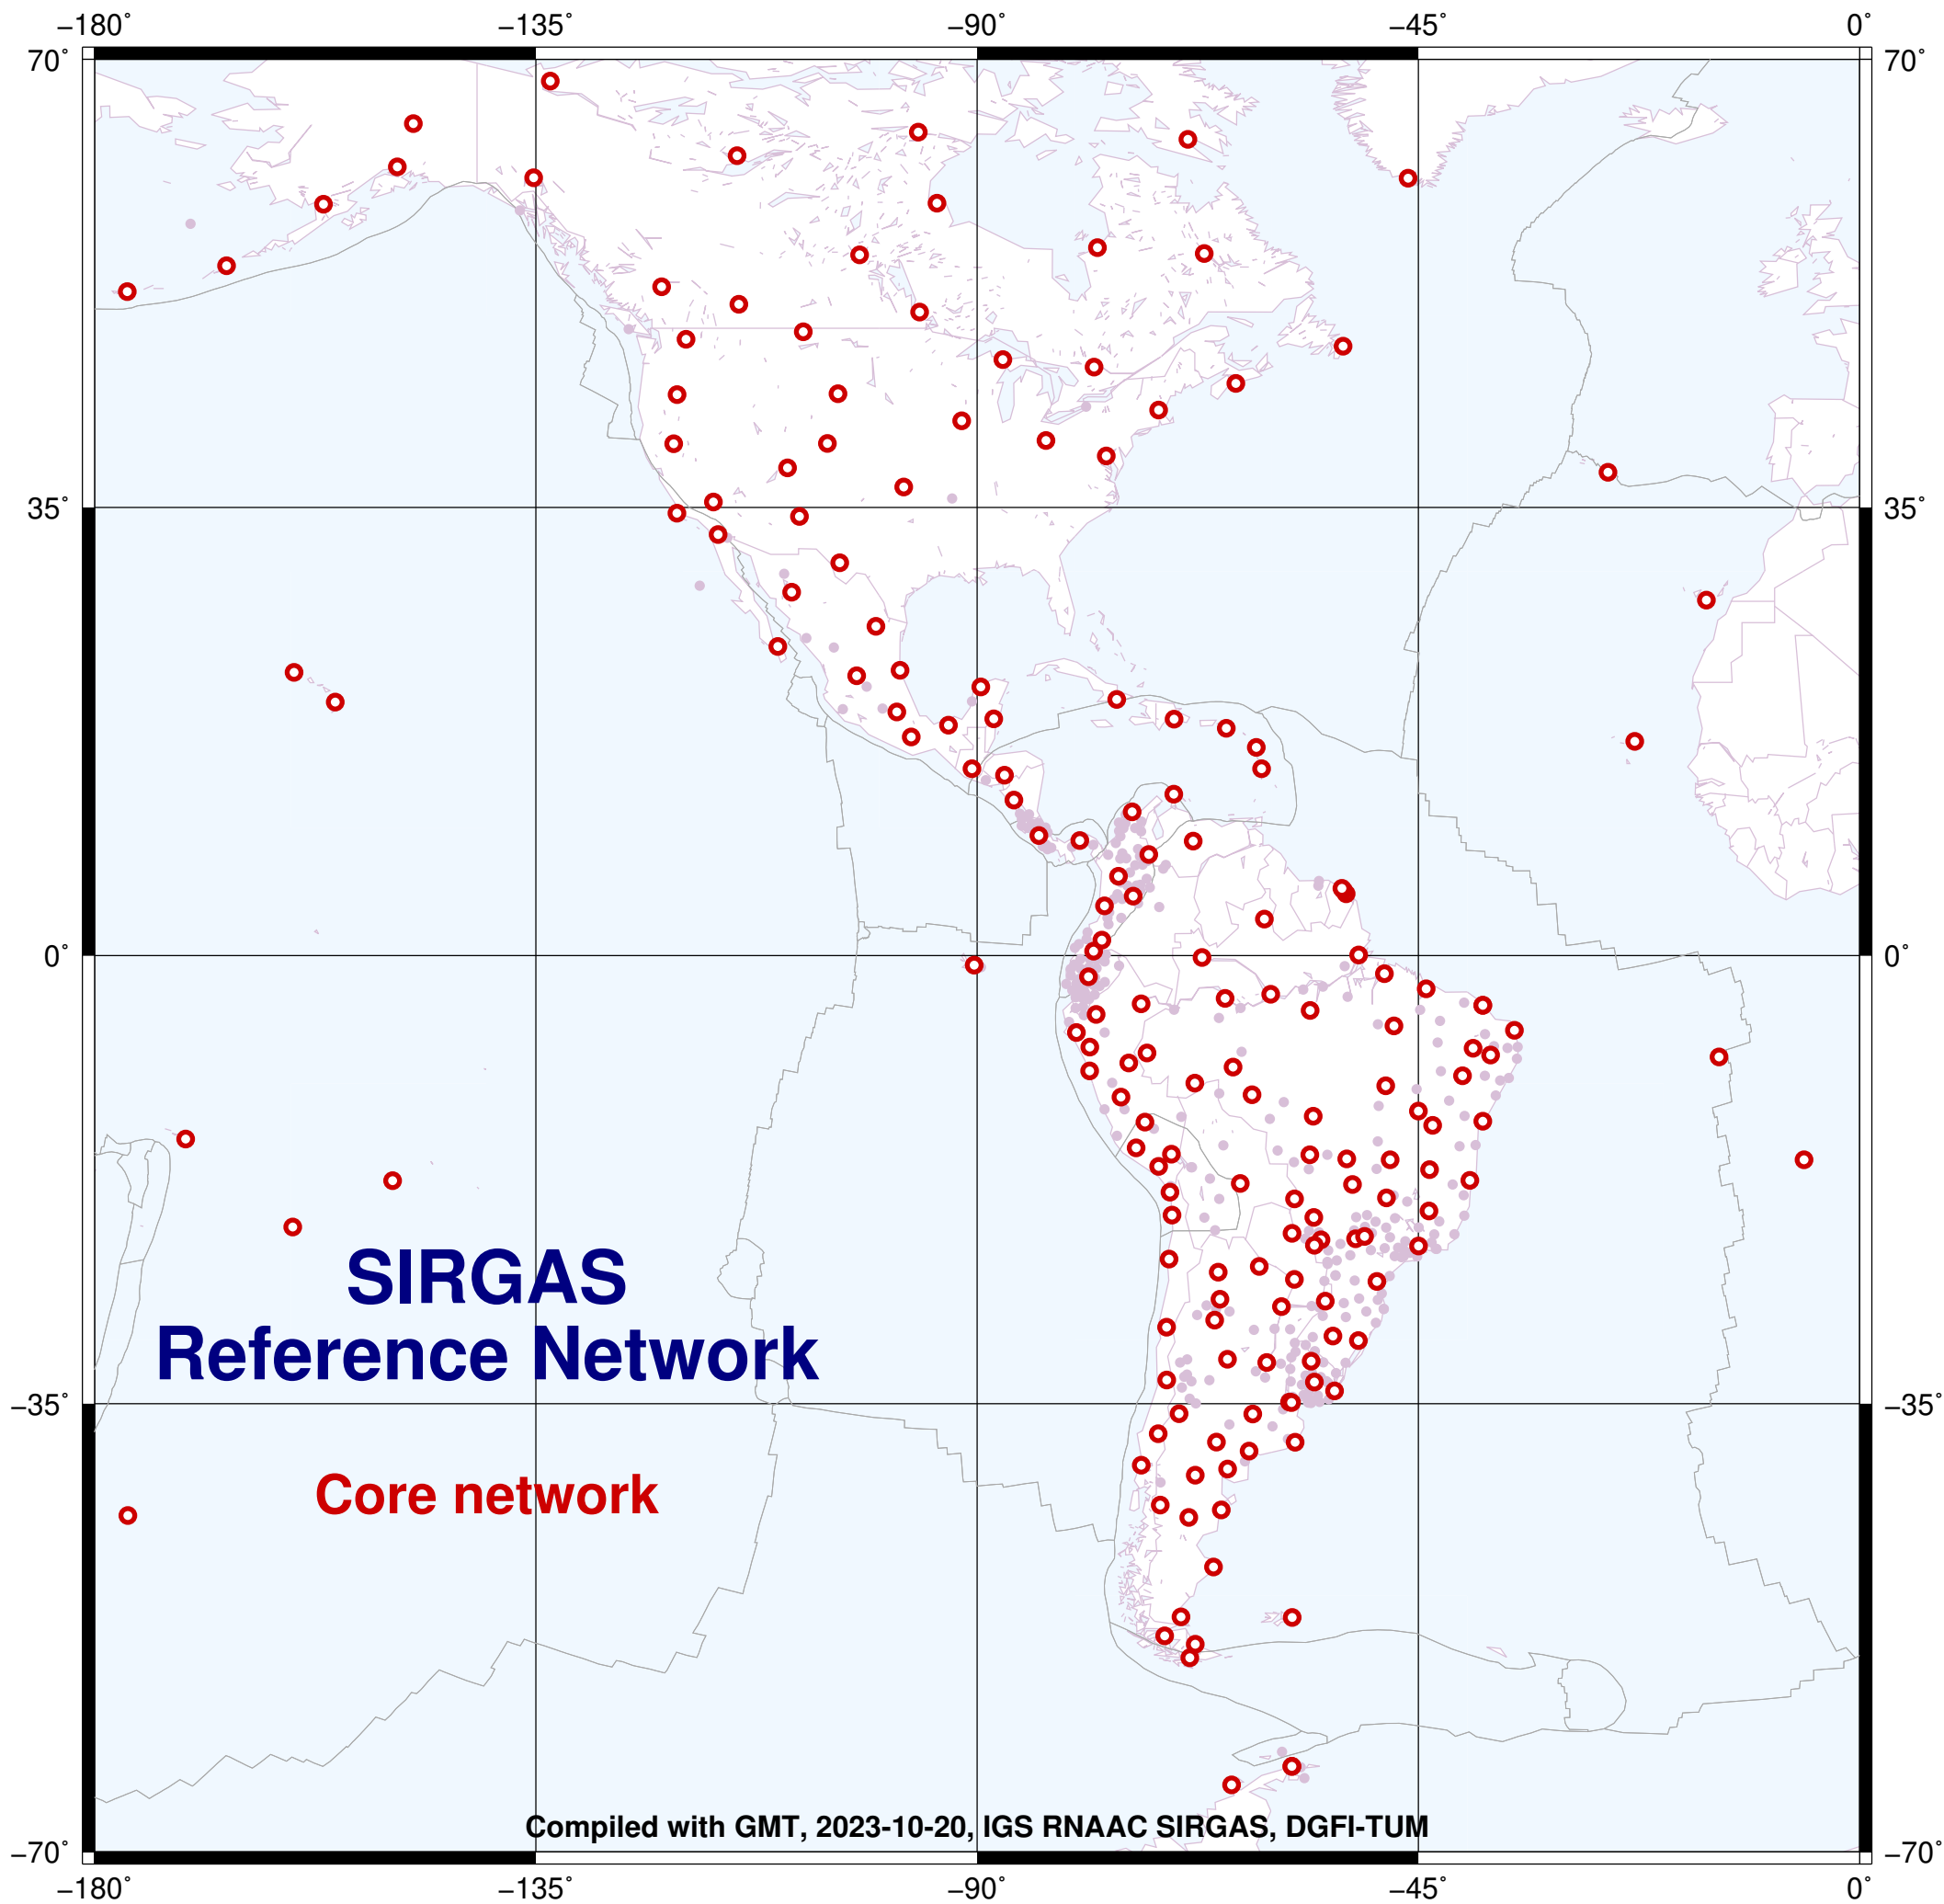 −180° −135° −90° −45° 0°
70° 70°
35° 35°
0° 0°
SIRGAS
Reference Network
−35° −35°
Core network
Compiled with GMT, 2023-10-20, IGS RNAAC SIRGAS, DGFI-TUM
−70° −70°
−180° −135° −90° −45° 0°